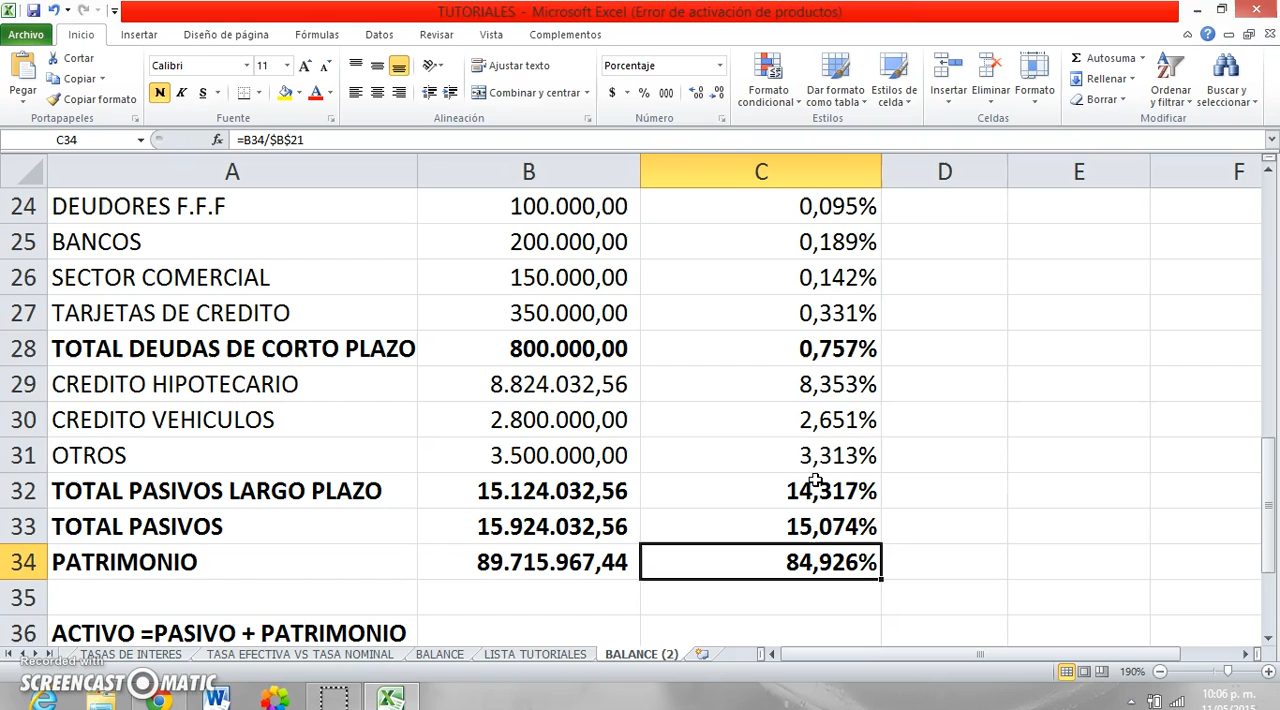 TUTORIALES - Microsoft Excel (Error de activación de productos)
Archivo Inicio Insertar Diseño de página Fórmulas Datos Revisar Vista Complementos
Pegar
Cortar
Copiar
Copiar formato
Portapapeles
Calibri 11
N K S
Fuente
Ajustar texto
Combinar y centrar
Alineación
Porcentaje
$ % 000
Número
Formato condicional
Dar formato como tabla
Estilos de celda
Estilos
Insertar Eliminar Formato
Celdas
Autosuma
Rellenar
Borrar
Ordenar y filtrar
Buscar y seleccionar
Modificar
C34 fx =B34/$B$21
A B C D E F
24 DEUDORES F.F.F 100.000,00 0,095%
25 BANCOS 200.000,00 0,189%
26 SECTOR COMERCIAL 150.000,00 0,142%
27 TARJETAS DE CREDITO 350.000,00 0,331%
28 TOTAL DEUDAS DE CORTO PLAZO 800.000,00 0,757%
29 CREDITO HIPOTECARIO 8.824.032,56 8,353%
30 CREDITO VEHICULOS 2.800.000,00 2,651%
31 OTROS 3.500.000,00 3,313%
32 TOTAL PASIVOS LARGO PLAZO 15.124.032,56 14,317%
33 TOTAL PASIVOS 15.924.032,56 15,074%
34 PATRIMONIO 89.715.967,44 84,926%
35
36 ACTIVO =PASIVO + PATRIMONIO
TASAS DE INTERES TASA EFECTIVA VS TASA NOMINAL BALANCE LISTA TUTORIALES BALANCE (2)
Recorded with
SCREENCAST MATIC
190%
10:06 p. m.
11/05/2015